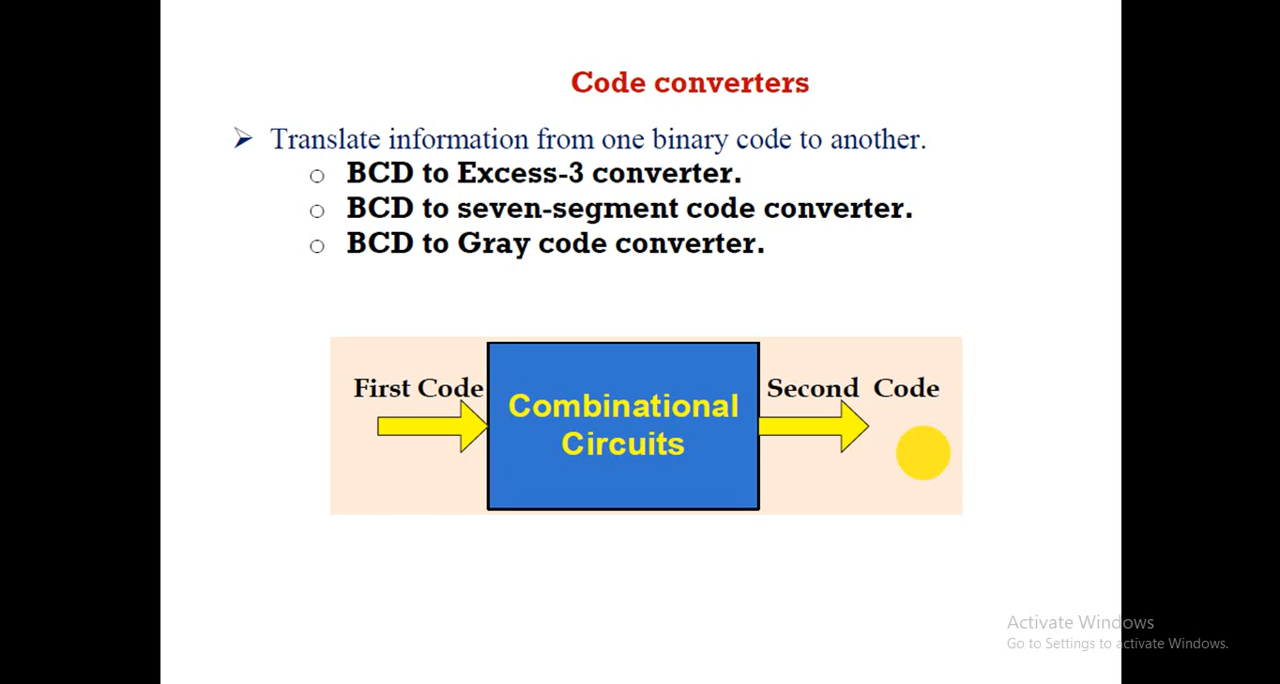 Code converters
➢ Translate information from one binary code to another.
○ BCD to Excess-3 converter.
○ BCD to seven-segment code converter.
○ BCD to Gray code converter.
First Code
Combinational
Circuits
Second Code
Activate Windows
Go to Settings to activate Windows.